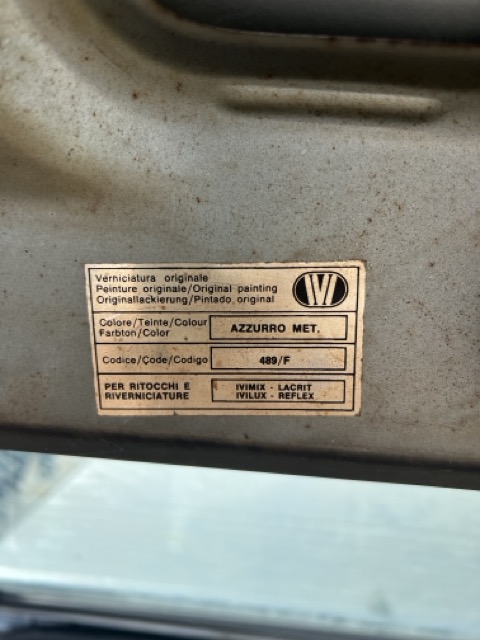 Verniciatura originale
Peinture originale/Original painting
Originallackierung/Pintado original
IVI
Colore/Teinte/Colour
Farbton/Color
AZZURRO MET.
Codice/Code/Codigo
489/F
PER RITOCCHI E
RIVERNICIATURE
IVIMIX - LACRIT
IVILUX - REFLEX